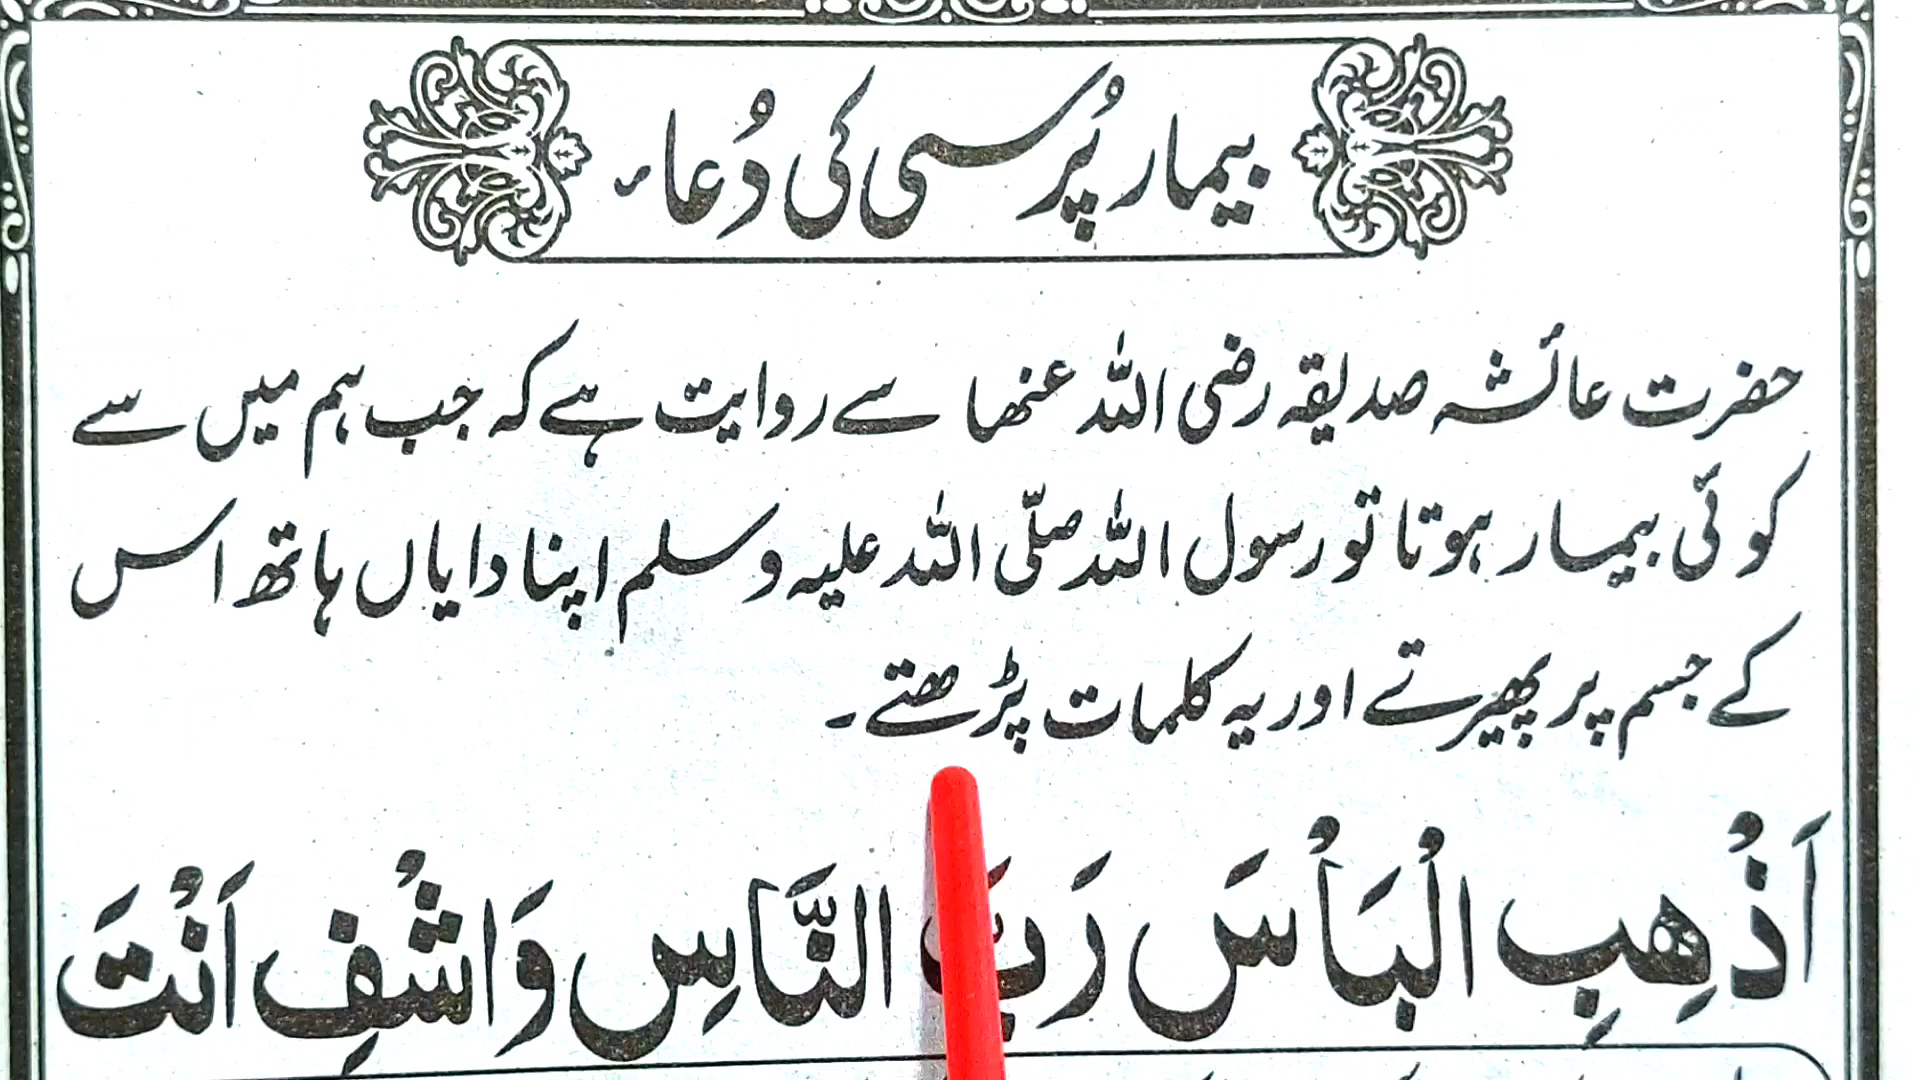 بیمار پُرسی کی دُعاء
حضرت عائشہ صدیقہ رضی اللہ عنھا سے روایت ہے کہ جب ہم میں سے
کوئی بیمار ہوتا تو رسول اللہ صلّی اللہ علیہ وسلم اپنا دایاں ہاتھ اس
کے جسم پر پھیرتے اور یہ کلمات پڑھتے۔
اَذْهِبِ الْبَاْسَ رَبَّ النَّاسِ وَاشْفِ اَنْتَ